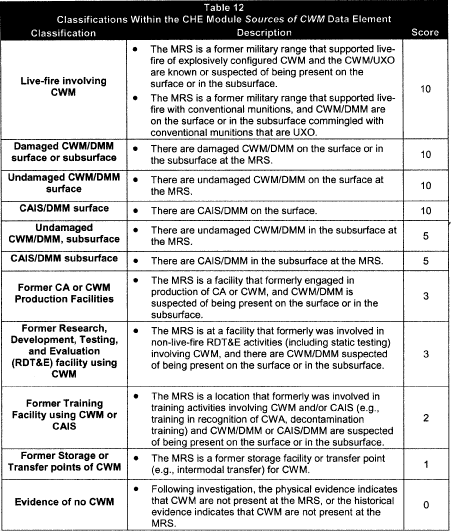 Table 12
Classifications Within the CHE Module Sources of CWM Data Element
Classification Description Score
Live-fire involving
CWM
• The MRS is a former military range that supported live-
fire of explosively configured CWM and the CWM/UXO
are known or suspected of being present on the
surface or in the subsurface.
• The MRS is a former military range that supported live-
fire with conventional munitions, and CWM/DMM are
on the surface or in the subsurface commingled with
conventional munitions that are UXO.
10
Damaged CWM/DMM
surface or subsurface
• There are damaged CWM/DMM on the surface or in
the subsurface at the MRS.
10
Undamaged CWM/DMM
surface
• There are undamaged CWM/DMM on the surface at
the MRS.
10
CAIS/DMM surface
• There are CAIS/DMM on the surface.
10
Undamaged
CWM/DMM, subsurface
• There are undamaged CWM/DMM in the subsurface at
the MRS.
5
CAIS/DMM subsurface
• There are CAIS/DMM in the subsurface at the MRS.
5
Former CA or CWM
Production Facilities
• The MRS is a facility that formerly engaged in
production of CA or CWM, and CWM/DMM is
suspected of being present on the surface or in the
subsurface.
3
Former Research,
Development, Testing,
and Evaluation
(RDT&E) facility using
CWM
• The MRS is at a facility that formerly was involved in
non-live-fire RDT&E activities (including static testing)
involving CWM, and there are CWM/DMM suspected
of being present on the surface or in the subsurface.
3
Former Training
Facility using CWM or
CAIS
• The MRS is a location that formerly was involved in
training activities involving CWM and/or CAIS (e.g.,
training in recognition of CWA, decontamination
training) and CWM/DMM or CAIS/DMM are suspected
of being present on the surface or in the subsurface.
2
Former Storage or
Transfer points of CWM
• The MRS is a former storage facility or transfer point
(e.g., intermodal transfer) for CWM.
1
Evidence of no CWM
• Following investigation, the physical evidence indicates
that CWM are not present at the MRS, or the historical
evidence indicates that CWM are not present at the
MRS.
0